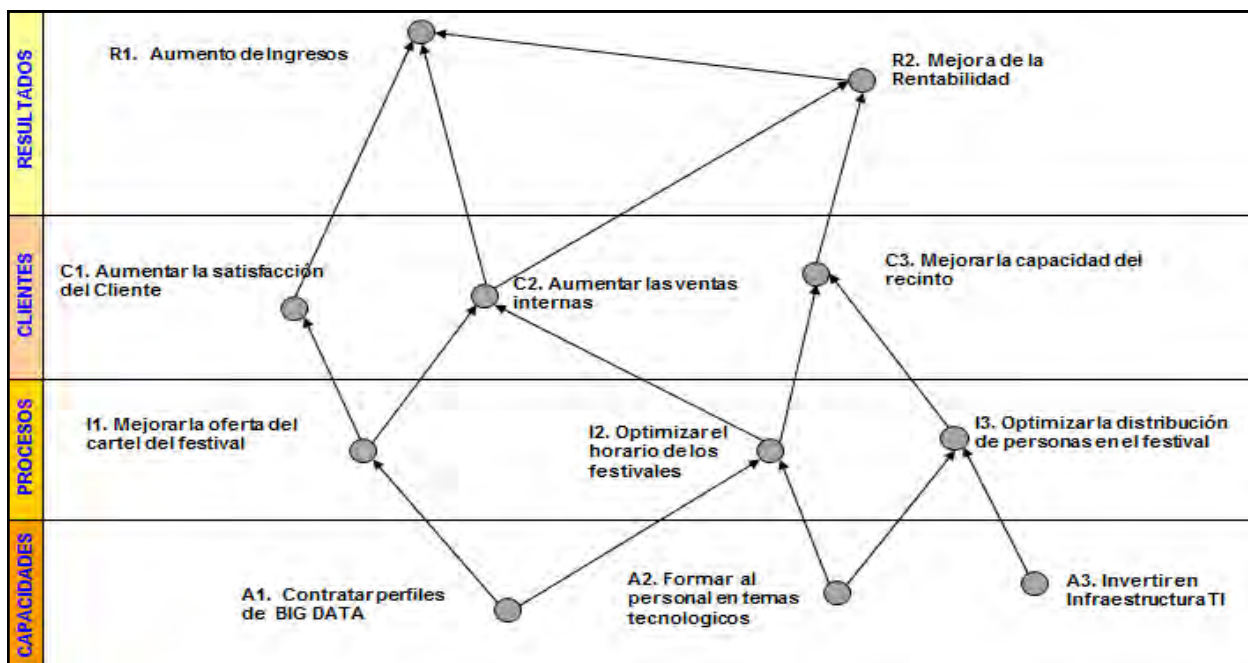 RESULTADOS
R1. Aumento de Ingresos
R2. Mejora de la
Rentabilidad
CLIENTES
C1. Aumentar la satisfacción
del Cliente
C2. Aumentar las ventas
internas
C3. Mejorar la capacidad del
recinto
PROCESOS
I1. Mejorar la oferta del
cartel del festival
I2. Optimizar el
horario de los
festivales
I3. Optimizar la distribución
de personas en el festival
CAPACIDADES
A1. Contratar perfiles
de BIG DATA
A2. Formar al
personal en temas
tecnologicos
A3. Invertir en
Infraestructura TI